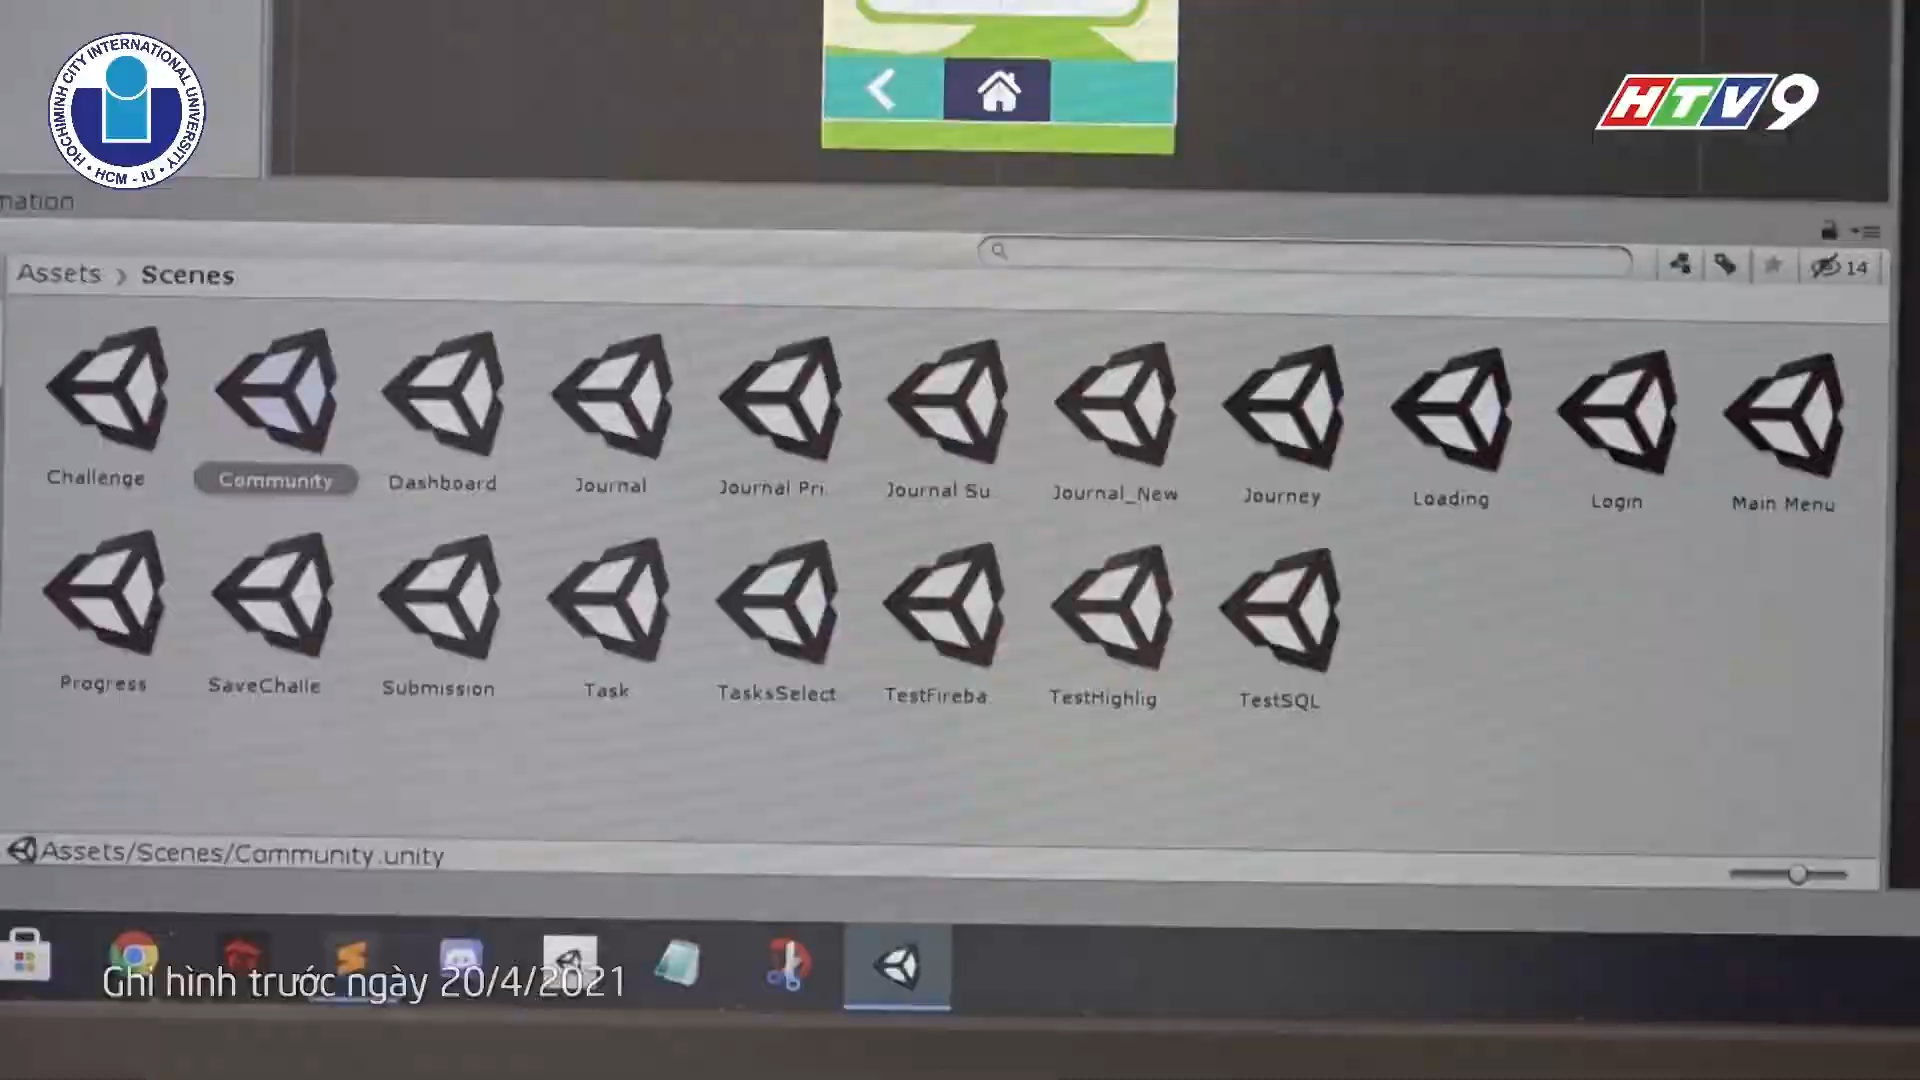 HOCHIMINH CITY INTERNATIONAL UNIVERSITY
• HCM - IU •
HTV9
mation
Assets > Scenes
14
Challenge
Community
Dashboard
Journal
Journal Pri.
Journal Su.
Journal_New
Journey
Loading
Login
Main Menu
Progress
SaveChalle
Submission
Task
TasksSelect
TestFireba.
TestHighlig
TestSQL
Assets/Scenes/Community.unity
Ghi hình trước ngày 20/4/2021